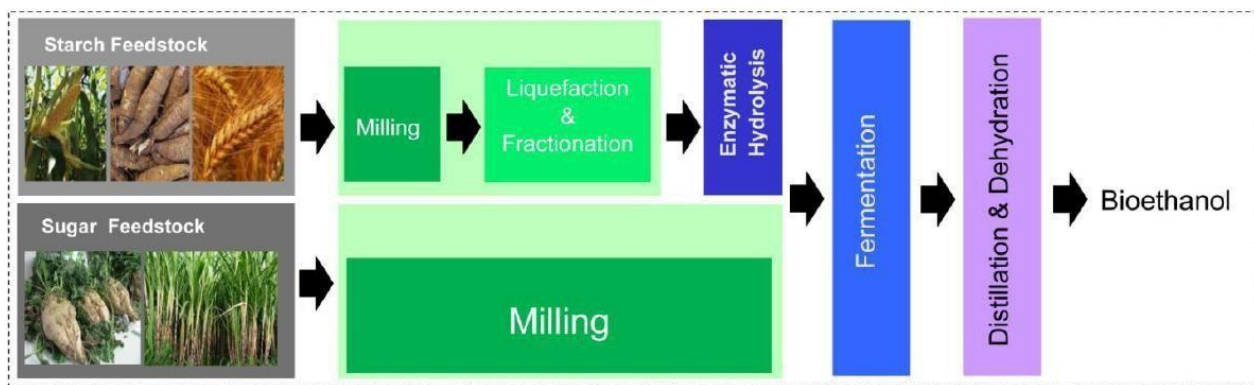 Starch Feedstock
Milling
Liquefaction
&
Fractionation
Enzymatic
Hydrolysis
Sugar Feedstock
Milling
Fermentation
Distillation & Dehydration
Bioethanol